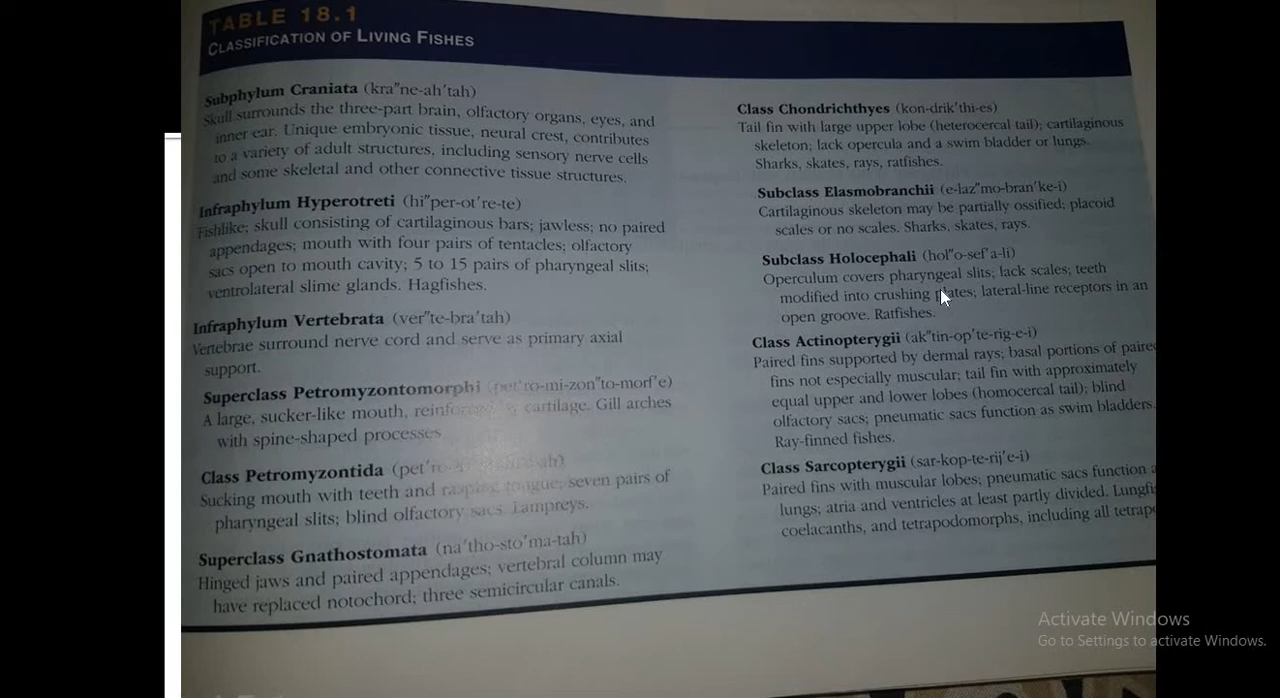 TABLE 18.1
CLASSIFICATION OF LIVING FISHES
Subphylum Craniata (kra"ne-ah'tah)
Skull surrounds the three-part brain, olfactory organs, eyes, and
inner ear. Unique embryonic tissue, neural crest, contributes
to a variety of adult structures, including sensory nerve cells
and some skeletal and other connective tissue structures.
Infraphylum Hyperotreti (hi"per-ot're-te)
Fishlike; skull consisting of cartilaginous bars; jawless; no paired
appendages; mouth with four pairs of tentacles; olfactory
sacs open to mouth cavity; 5 to 15 pairs of pharyngeal slits;
ventrolateral slime glands. Hagfishes.
Infraphylum Vertebrata (ver"te-bra'tah)
Vertebrae surround nerve cord and serve as primary axial
support.
Superclass Petromyzontomorphi (pet'ro-mi-zon"to-morf'e)
A large, sucker-like mouth, cartilage. Gill arches
with spine-shaped processes
Class Petromyzontida
Sucking mouth with teeth and rasping tongue; seven pairs of
pharyngeal slits; blind olfactory sacs. Lampreys.
Superclass Gnathostomata (na'tho-sto'ma-tah)
Hinged jaws and paired appendages; vertebral column may
have replaced notochord; three semicircular canals.
Class Chondrichthyes (kon-drik'thi-es)
Tail fin with large upper lobe (heterocercal tail); cartilaginous
skeleton; lack opercula and a swim bladder or lungs.
Sharks, skates, rays, ratfishes.
Subclass Elasmobranchii (e-laz"mo-bran'ke-i)
Cartilaginous skeleton may be partially ossified; placoid
scales or no scales. Sharks, skates, rays.
Subclass Holocephali (hol"o-sef'a-li)
Operculum covers pharyngeal slits; lack scales; teeth
modified into crushing plates; lateral-line receptors in an
open groove. Ratfishes.
Class Actinopterygii (ak"tin-op'te-rig-e-i)
Paired fins supported by dermal rays; basal portions of paire
fins not especially muscular; tail fin with approximately
equal upper and lower lobes (homocercal tail); blind
olfactory sacs; pneumatic sacs function as swim bladders.
Ray-finned fishes.
Class Sarcopterygii (sar-kop-te-rij'e-i)
Paired fins with muscular lobes; pneumatic sacs function a
lungs; atria and ventricles at least partly divided. Lungfi
coelacanths, and tetrapodomorphs, including all tetrap
Activate Windows
Go to Settings to activate Windows.